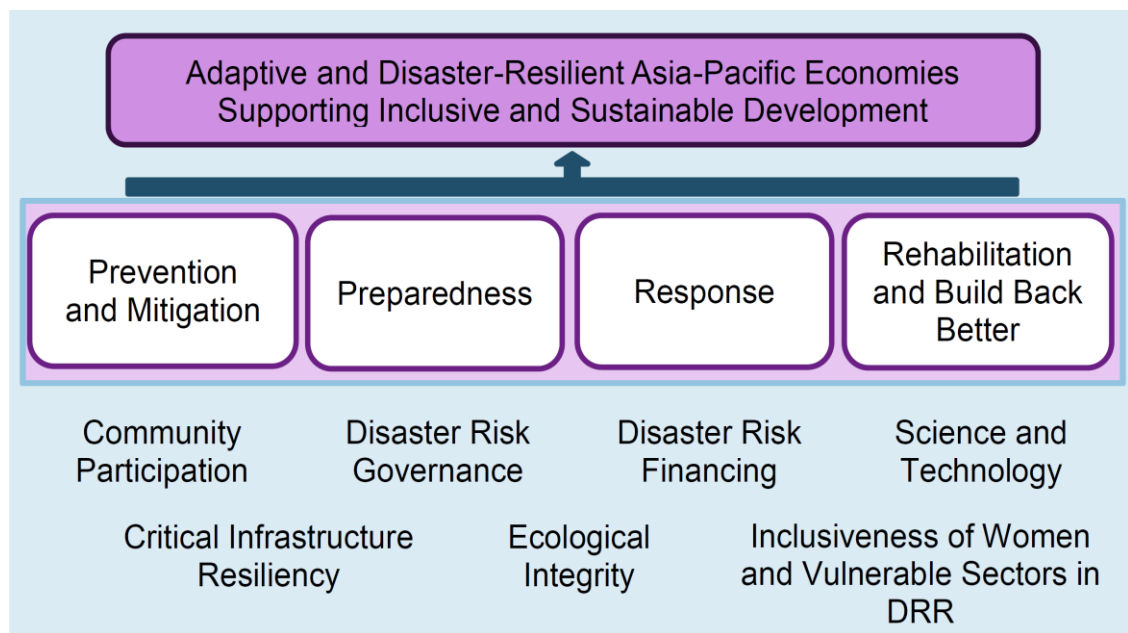 Adaptive and Disaster-Resilient Asia-Pacific Economies
Supporting Inclusive and Sustainable Development
Prevention
and Mitigation
Preparedness
Response
Rehabilitation
and Build Back
Better
Community
Participation
Disaster Risk
Governance
Disaster Risk
Financing
Science and
Technology
Critical Infrastructure
Resiliency
Ecological
Integrity
Inclusiveness of Women
and Vulnerable Sectors in
DRR